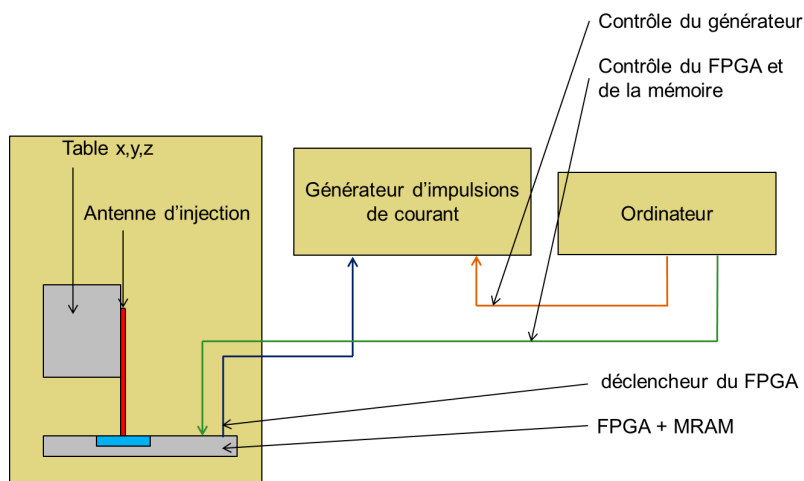 Contrôle du générateur
Contrôle du FPGA et
de la mémoire
Table x,y,z
Antenne d’injection
Générateur d’impulsions
de courant
Ordinateur
déclencheur du FPGA
FPGA + MRAM